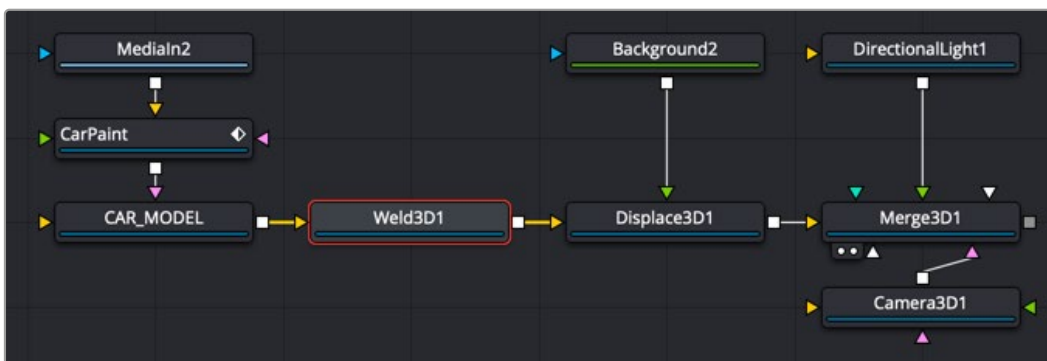 MediaIn2
Background2
DirectionalLight1
CarPaint
CAR_MODEL
Weld3D1
Displace3D1
Merge3D1
Camera3D1